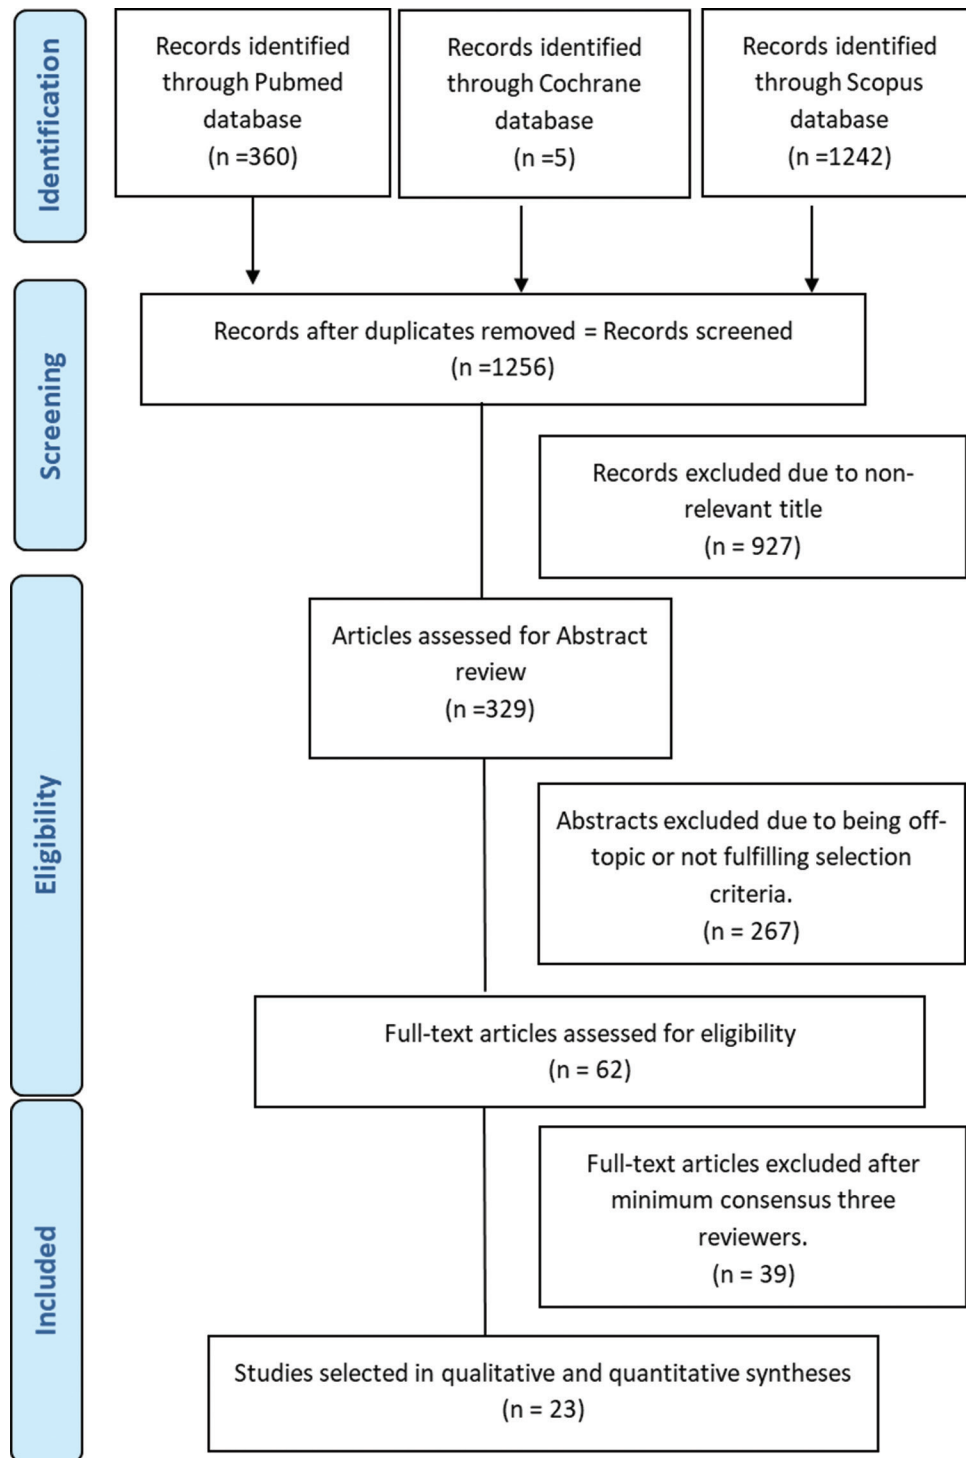 Identification
Records identified
through Pubmed
database
(n =360)
Records identified
through Cochrane
database
(n =5)
Records identified
through Scopus
database
(n =1242)
Screening
Records after duplicates removed = Records screened
(n =1256)
Records excluded due to non-
relevant title
(n = 927)
Eligibility
Articles assessed for Abstract
review
(n =329)
Abstracts excluded due to being off-
topic or not fulfilling selection
criteria.
(n = 267)
Full-text articles assessed for eligibility
(n = 62)
Included
Full-text articles excluded after
minimum consensus three
reviewers.
(n = 39)
Studies selected in qualitative and quantitative syntheses
(n = 23)